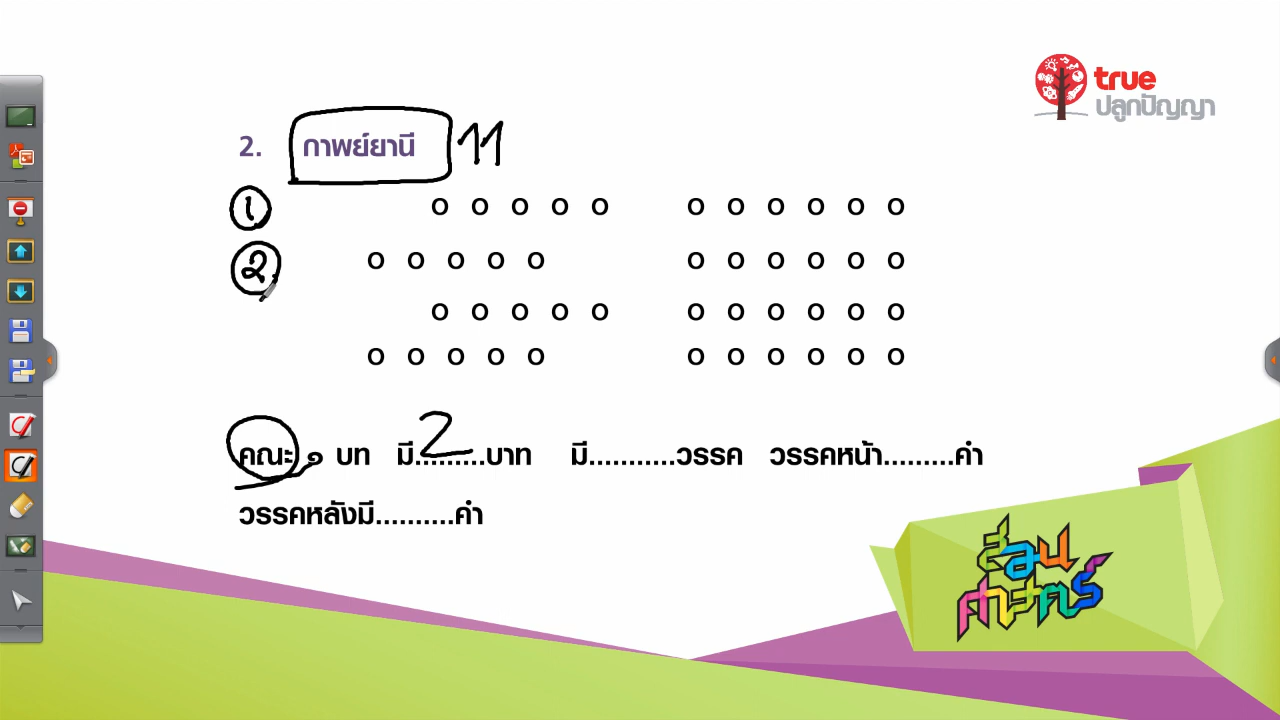 true
ปลูกปัญญา
2. กาพย์ยานี 11
๑ o o o o o o o o o o o
๒ o o o o o o o o o o o
o o o o o o o o o o o
o o o o o o o o o o o
คณะ ๑ บท มี....2.....บาท มี...........วรรค วรรคหน้า.........คำ
วรรคหลังมี..........คำ
สอน
ศาสตร์